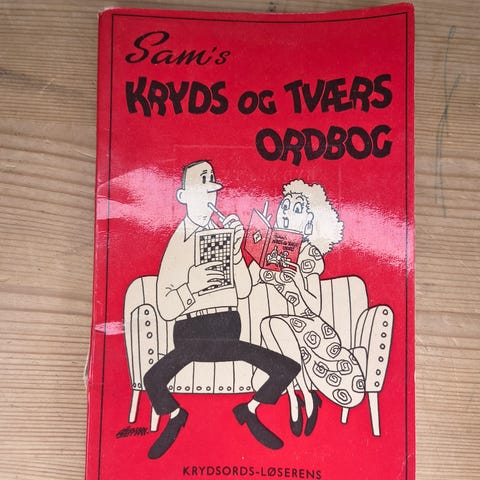 Sam's
KRYDS OG TVÆRS
ORDBOG
KRYDSORDS-LØSERENS